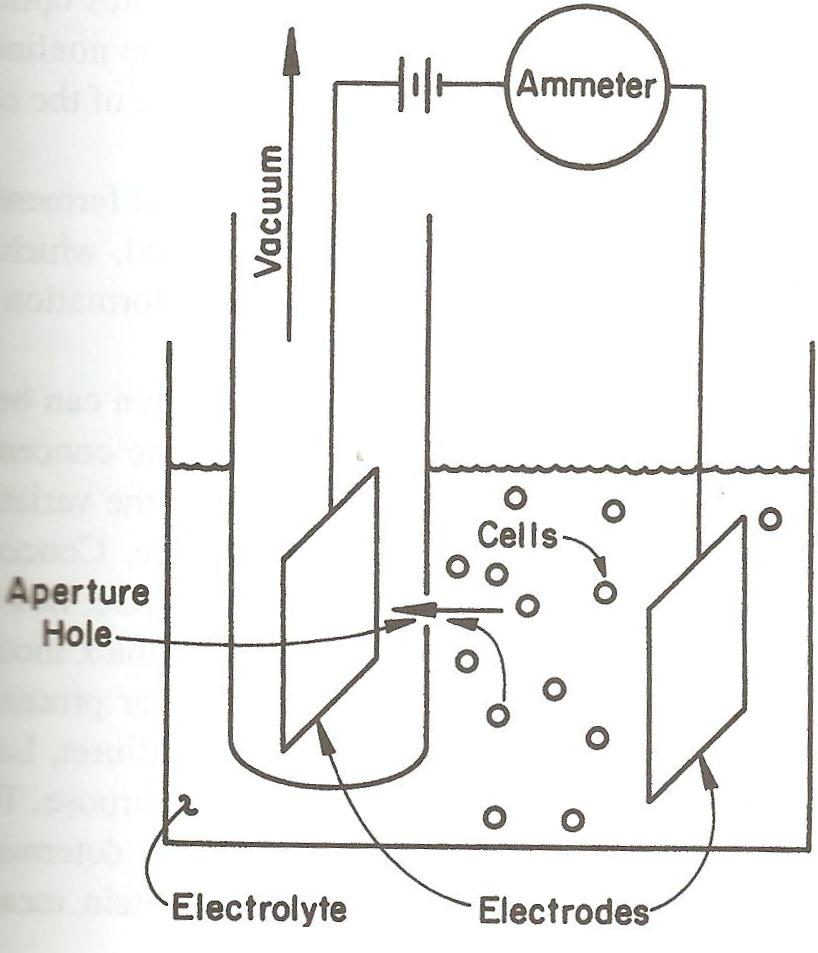 Ammeter
Vacuum
Cells
Aperture
Hole
Electrolyte
Electrodes